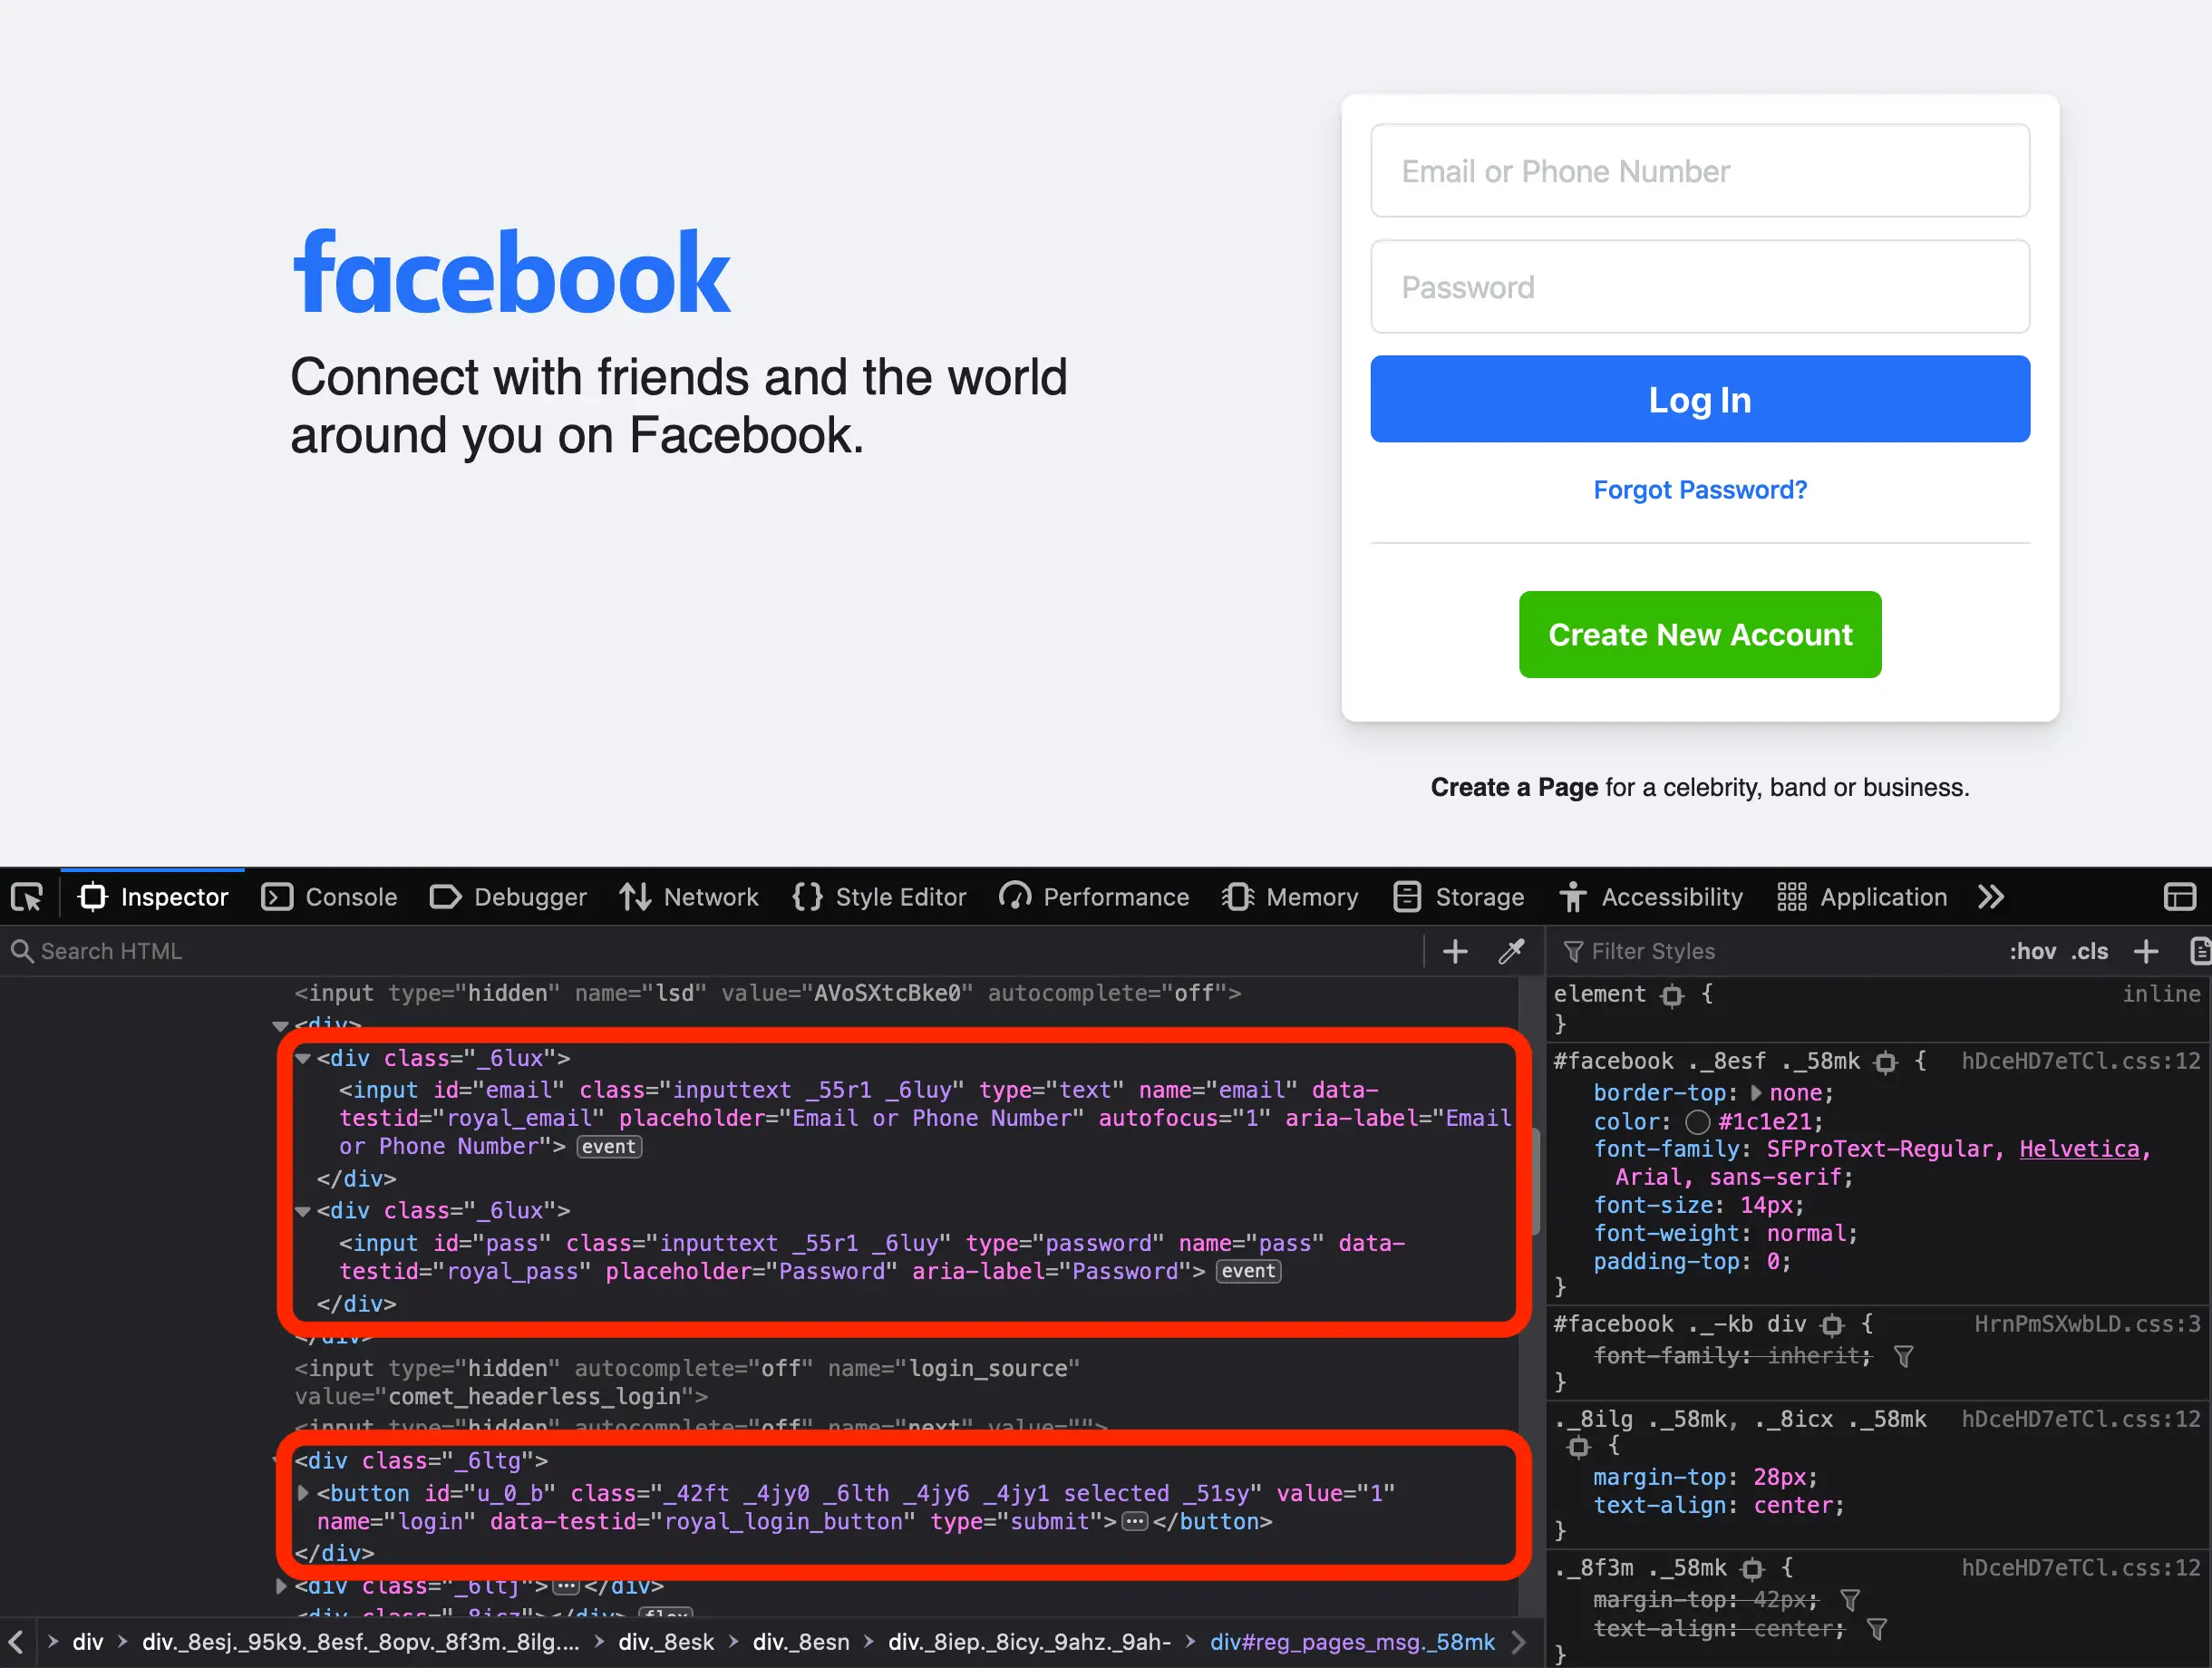 facebook
Connect with friends and the world
around you on Facebook.
Email or Phone Number
Password
Log In
Forgot Password?
Create New Account
Create a Page for a celebrity, band or business.
Inspector Console Debugger Network Style Editor Performance Memory Storage Accessibility Application
Search HTML
<input type="hidden" name="lsd" value="AVoSXtcBke0" autocomplete="off">
<div>
<div class="_6lux">
<input id="email" class="inputtext _55r1 _6luy" type="text" name="email" data-
testid="royal_email" placeholder="Email or Phone Number" autofocus="1" aria-label="Email
or Phone Number"> event
</div>
<div class="_6lux">
<input id="pass" class="inputtext _55r1 _6luy" type="password" name="pass" data-
testid="royal_pass" placeholder="Password" aria-label="Password"> event
</div>
</div>
<input type="hidden" autocomplete="off" name="login_source"
value="comet_headerless_login">
<input type="hidden" autocomplete="off" name="next" value="">
<div class="_6ltg">
<button id="u_0_b" class="_42ft _4jy0 _6lth _4jy6 _4jy1 selected _51sy" value="1"
name="login" data-testid="royal_login_button" type="submit">…</button>
</div>
<div class="_6ltj">…</div>
<div class="_8icz"></div> flex
div div._8esj._95k9._8esf._8opv._8f3m._8ilg.... div._8esk div._8esn div._8iep._8icy._9ahz._9ah- div#reg_pages_msg._58mk
Filter Styles :hov .cls
element { inline
}
#facebook ._8esf ._58mk { hDceHD7eTCl.css:12
border-top: none;
color: #1c1e21;
font-family: SFProText-Regular, Helvetica,
Arial, sans-serif;
font-size: 14px;
font-weight: normal;
padding-top: 0;
}
#facebook ._-kb div { HrnPmSXwbLD.css:3
font-family: inherit;
}
._8ilg ._58mk, ._8icx ._58mk hDceHD7eTCl.css:12
{
margin-top: 28px;
text-align: center;
}
._8f3m ._58mk { hDceHD7eTCl.css:12
margin-top: 42px;
text-align: center;
}